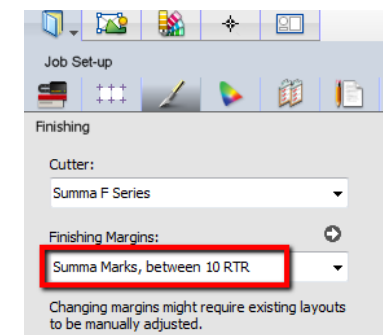 Job Set-up
Finishing
Cutter:
Summa F Series
Finishing Margins:
Summa Marks, between 10 RTR
Changing margins might require existing layouts
to be manually adjusted.